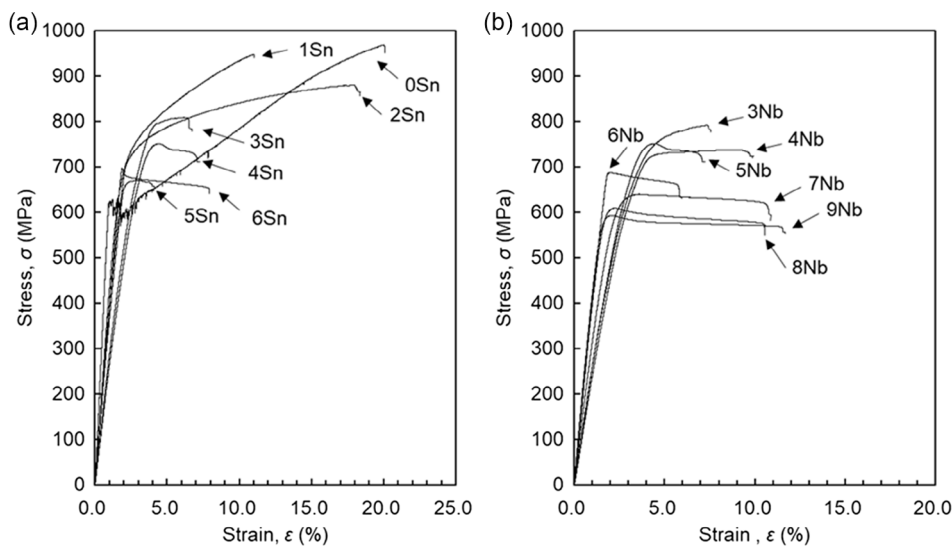 (a)
1000
900
800
700
600
500
400
300
200
100
0
Stress, σ (MPa)
0.0 5.0 10.0 15.0 20.0 25.0
Strain, ε (%)
1Sn
0Sn
2Sn
3Sn
4Sn
5Sn
6Sn
(b)
1000
900
800
700
600
500
400
300
200
100
0
Stress, σ (MPa)
0.0 5.0 10.0 15.0 20.0
Strain , ε (%)
3Nb
6Nb
4Nb
5Nb
7Nb
9Nb
8Nb